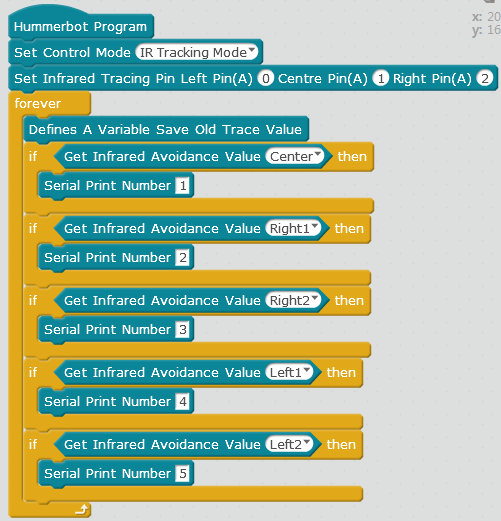 x: 20
y: 16
Hummerbot Program
Set Control Mode IR Tracking Mode
Set Infrared Tracing Pin Left Pin(A) 0 Centre Pin(A) 1 Right Pin(A) 2
forever
Defines A Variable Save Old Trace Value
if Get Infrared Avoidance Value Center then
Serial Print Number 1
if Get Infrared Avoidance Value Right1 then
Serial Print Number 2
if Get Infrared Avoidance Value Right2 then
Serial Print Number 3
if Get Infrared Avoidance Value Left1 then
Serial Print Number 4
if Get Infrared Avoidance Value Left2 then
Serial Print Number 5